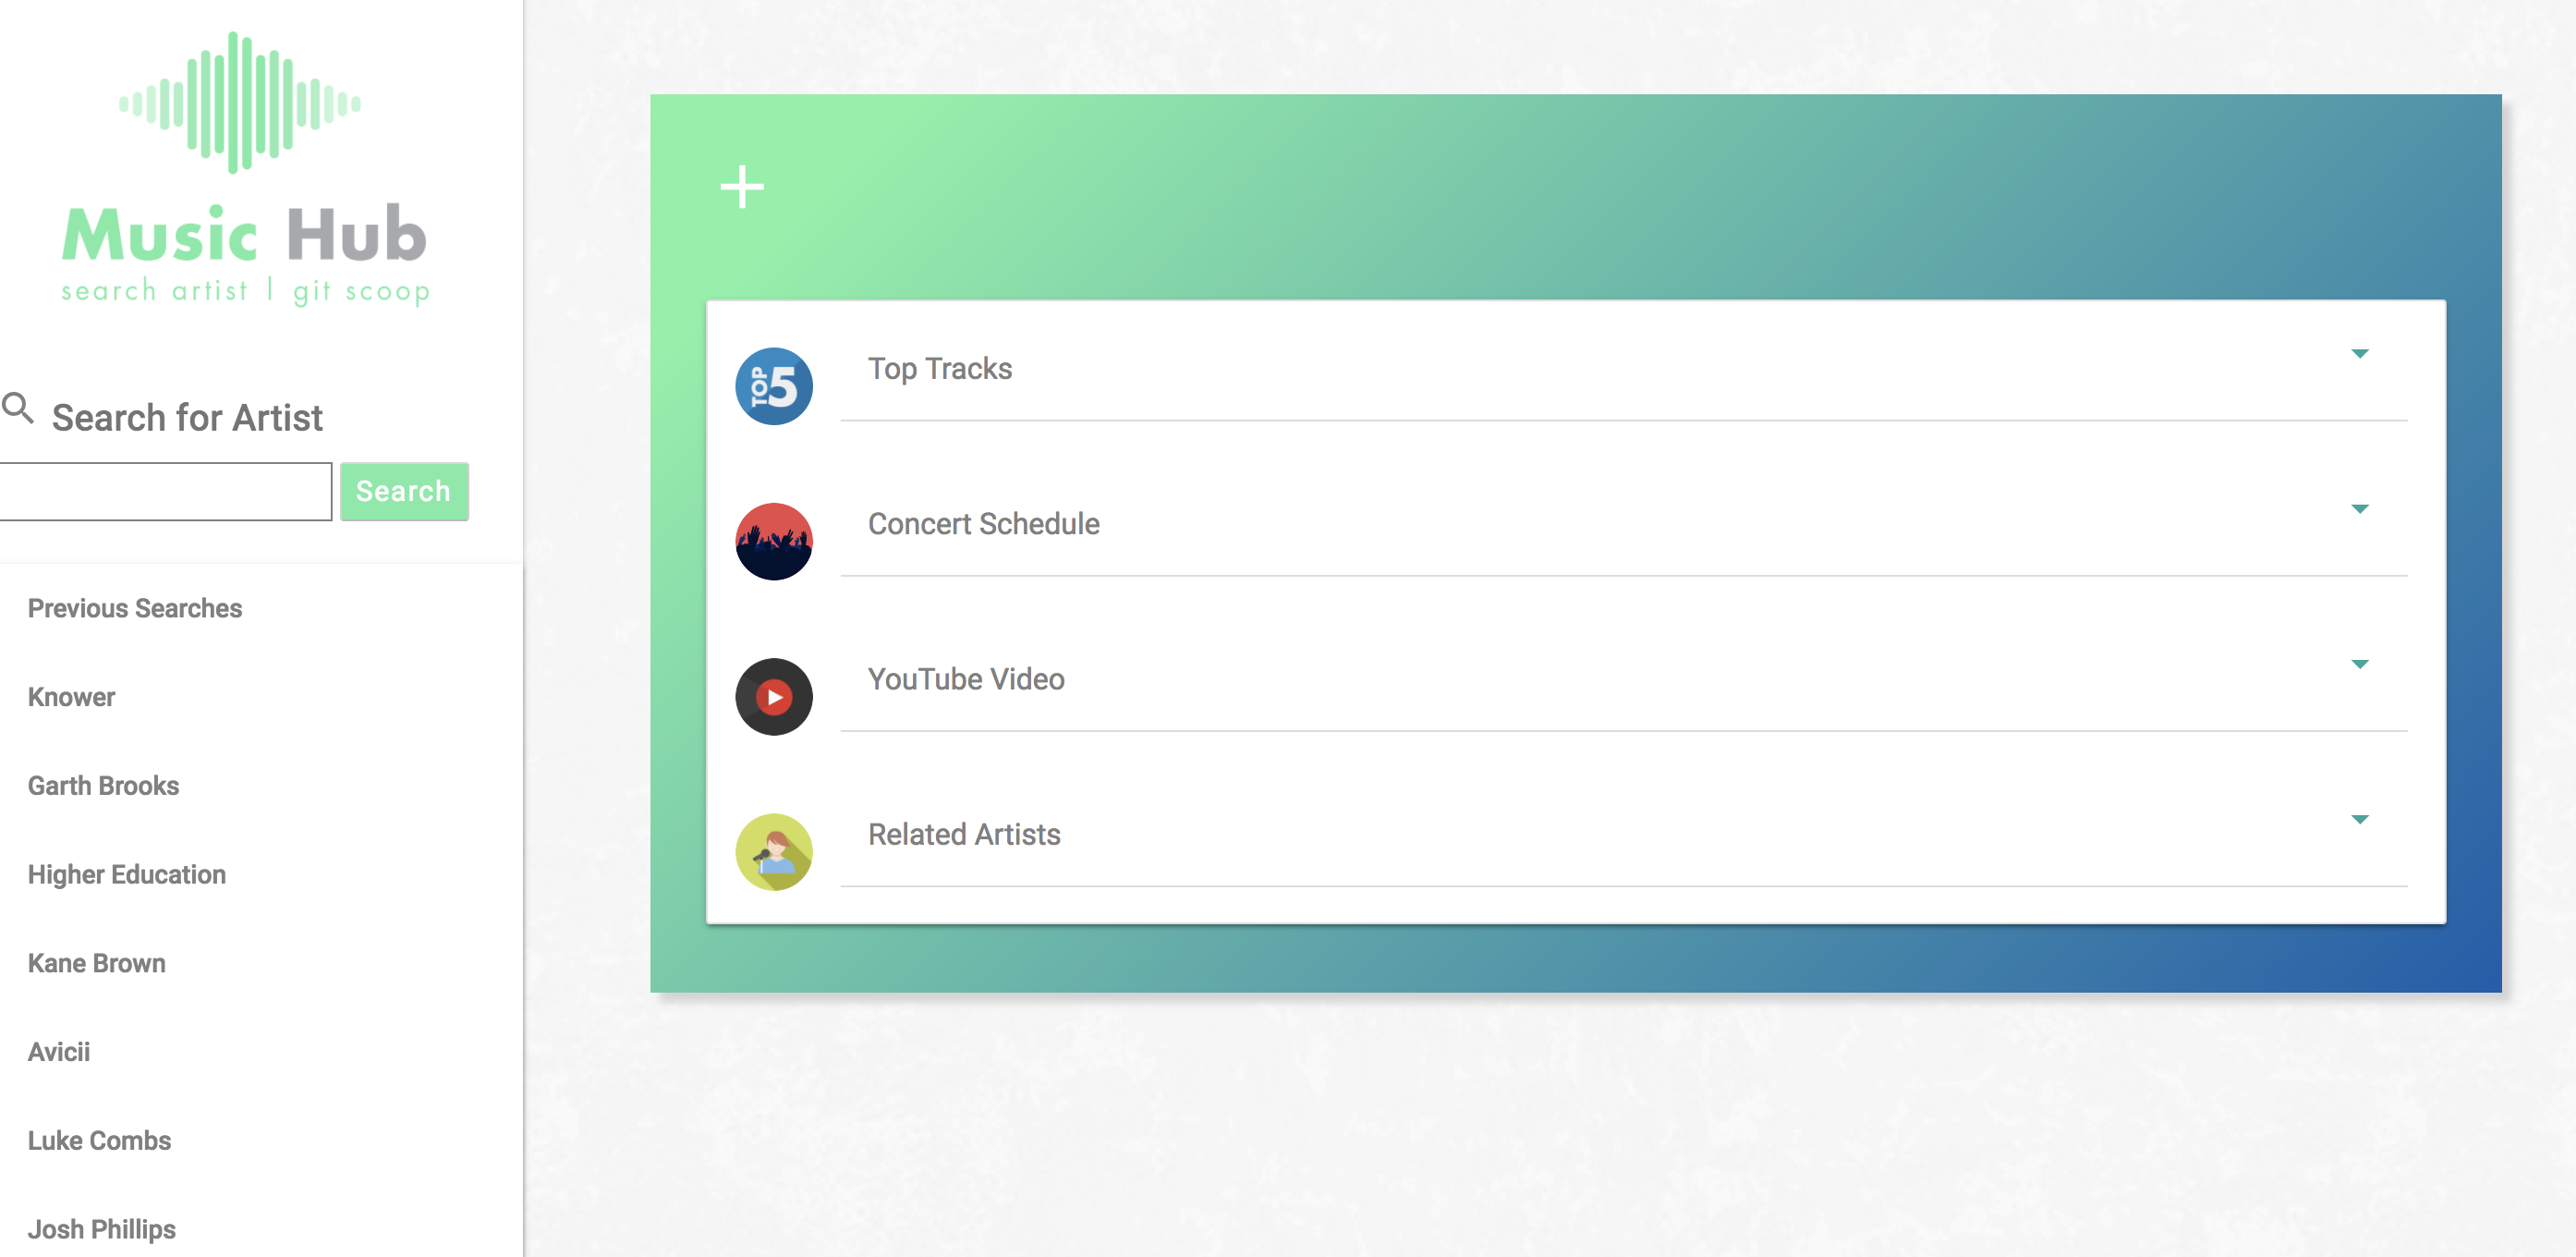 Music Hub
search artist | git scoop
Search for Artist
Search
Previous Searches
Knower
Garth Brooks
Higher Education
Kane Brown
Avicii
Luke Combs
Josh Phillips
TOP 5
Top Tracks
Concert Schedule
YouTube Video
Related Artists